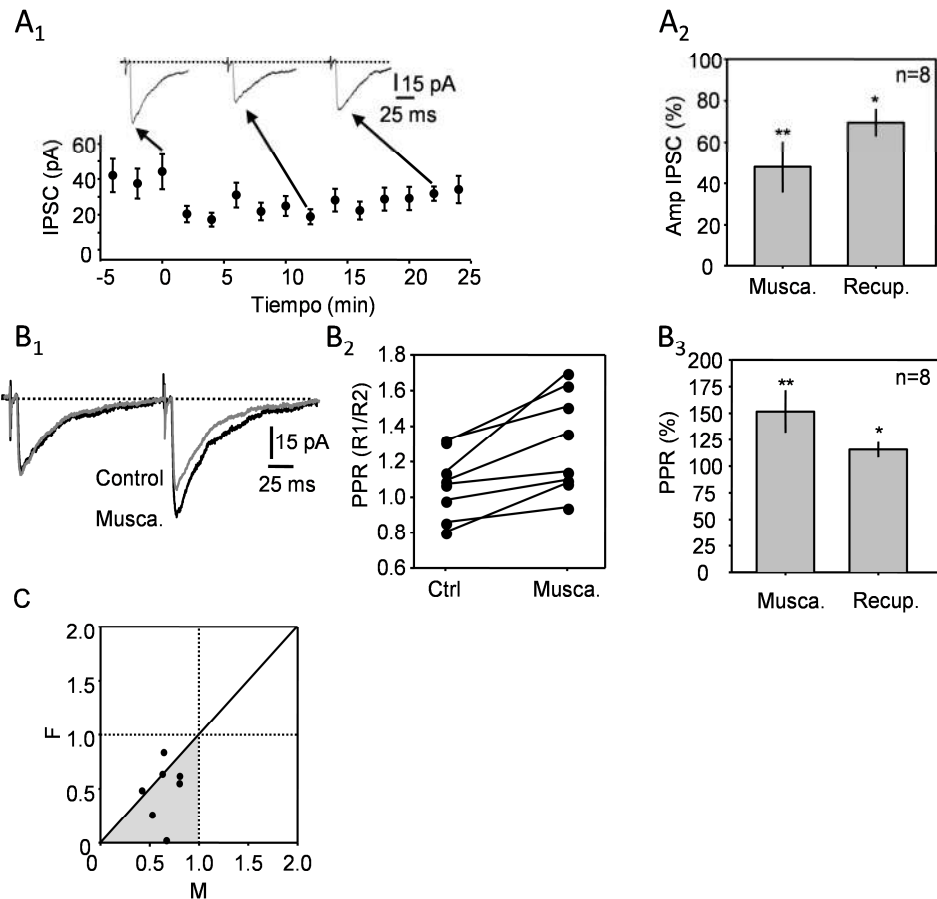 A1
15 pA
25 ms
60
40
20
0
IPSC (pA)
-5 0 5 10 15 20 25
Tiempo (min)
A2
n=8
100
80
60
40
20
0
Amp IPSC (%)
**
*
Musca. Recup.
B1
Control
Musca.
15 pA
25 ms
B2
1.8
1.6
1.4
1.2
1.0
0.8
0.6
PPR (R1/R2)
Ctrl Musca.
B3
n=8
200
175
150
125
100
75
50
25
0
PPR (%)
**
*
Musca. Recup.
C
2.0
1.5
1.0
0.5
0
F
0 0.5 1.0 1.5 2.0
M